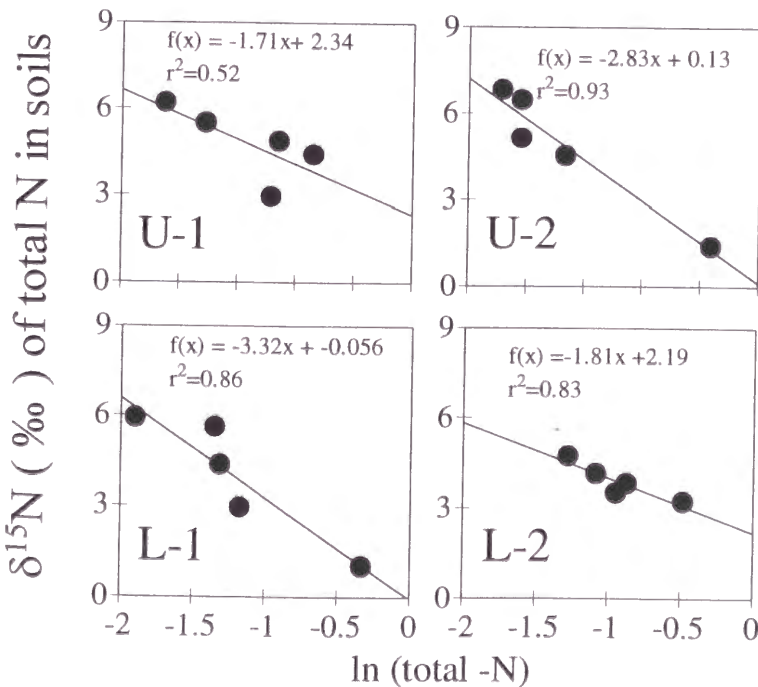 δ15N ( ‰ ) of total N in soils
9
6
3
0
f(x) = -1.71x+ 2.34
r2=0.52
U-1
9
6
3
0
f(x) = -2.83x + 0.13
r2=0.93
U-2
9
6
3
0
f(x) = -3.32x + -0.056
r2=0.86
L-1
-2 -1.5 -1 -0.5 0
9
6
3
0
f(x) =-1.81x +2.19
r2=0.83
L-2
-2 -1.5 -1 -0.5 0
ln (total -N)